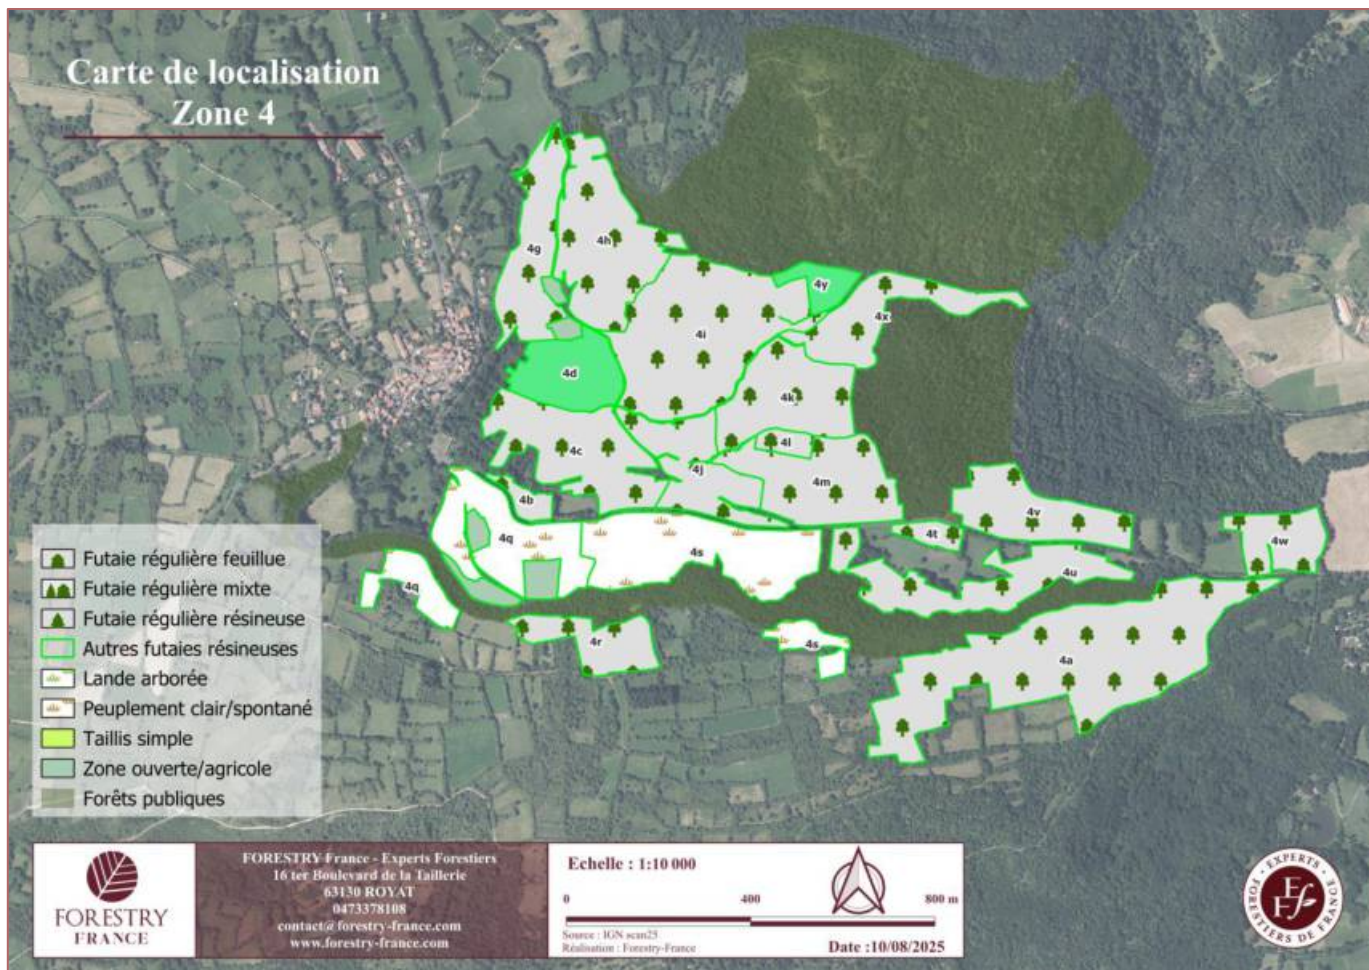 Carte de localisation
Zone 4
4g
4h
4y
4x
4i
4d
4k
4l
4c
4j
4m
4b
4v
4q
4s
4t
4w
4u
4q
4r
4s
4a
Futaie régulière feuillue
Futaie régulière mixte
Futaie régulière résineuse
Autres futaies résineuses
Lande arborée
Peuplement clair/spontané
Taillis simple
Zone ouverte/agricole
Forêts publiques
FORESTRY
FRANCE
FORESTRY France - Experts Forestiers
16 ter Boulevard de la Taillerie
63130 ROYAT
0473378108
contact@forestry-france.com
www.forestry-france.com
Echelle : 1:10 000
0 400 800 m
Source : IGN scan25
Réalisation : Forestry-France
Date :10/08/2025
EXPERTS
FORESTIERS DE FRANCE